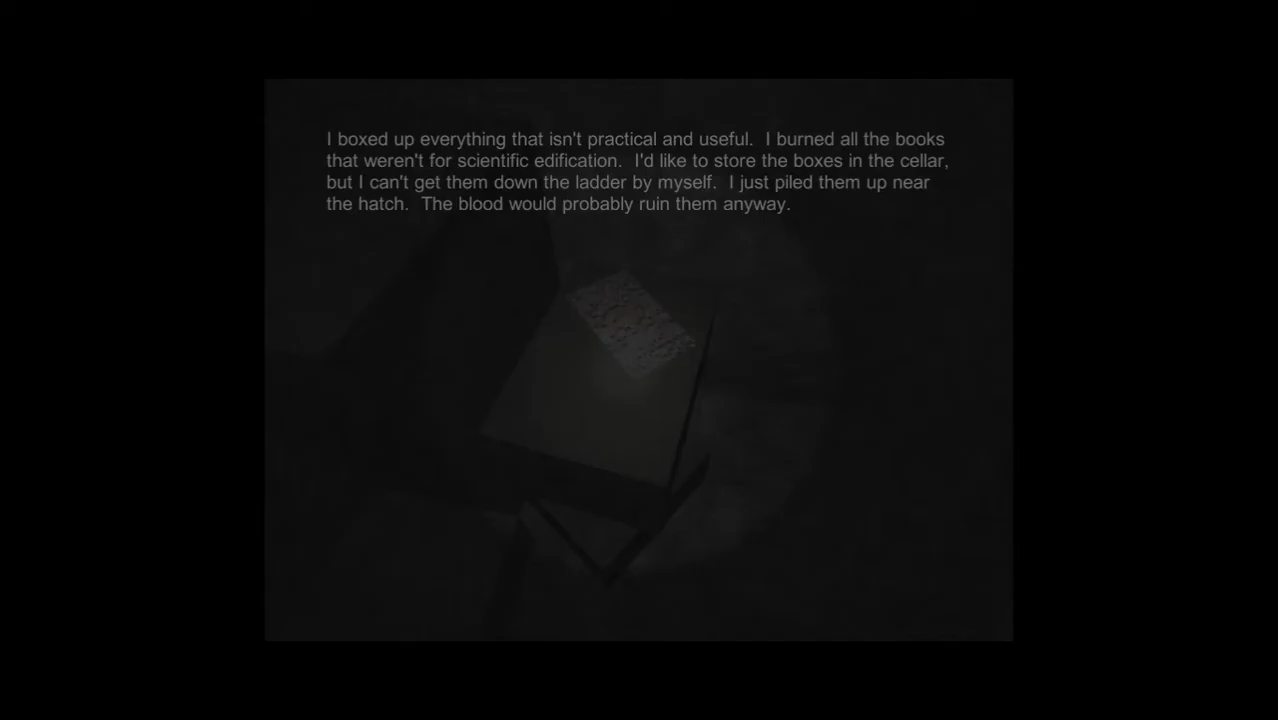 I boxed up everything that isn't practical and useful.  I burned all the books
that weren't for scientific edification.  I'd like to store the boxes in the cellar,
but I can't get them down the ladder by myself.  I just piled them up near
the hatch.  The blood would probably ruin them anyway.